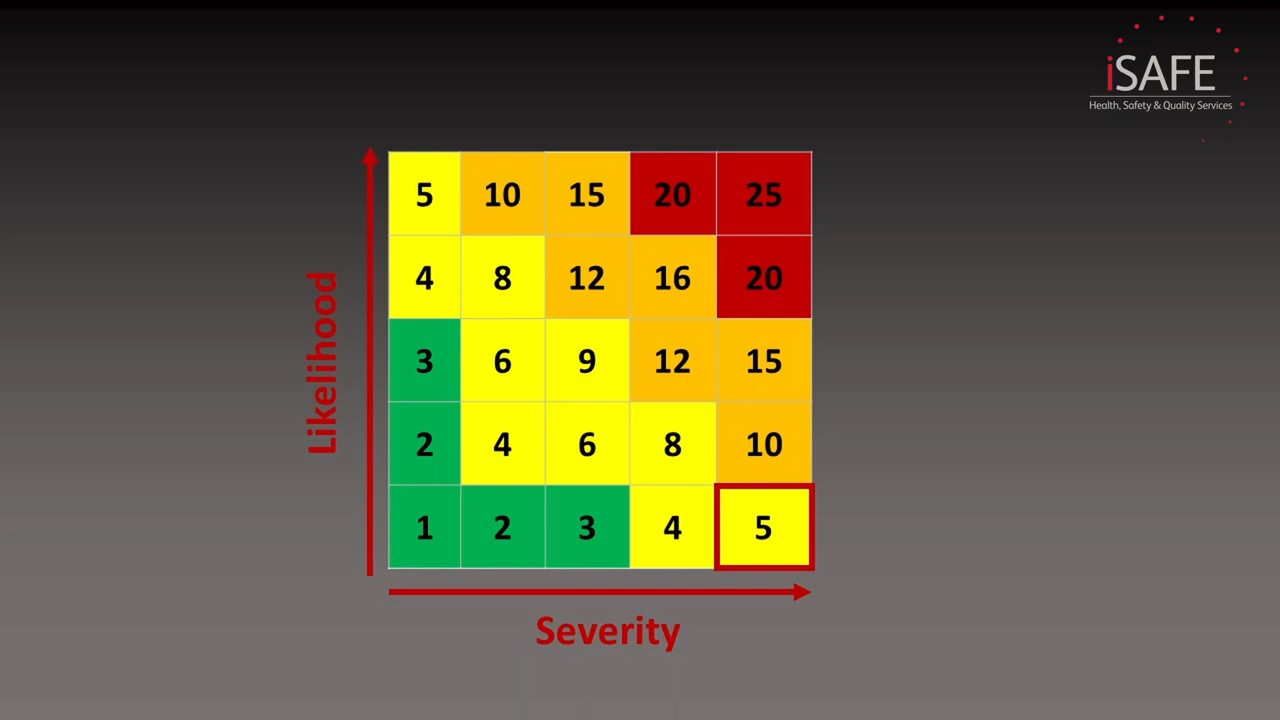 iSAFE
Health, Safety & Quality Services
5 10 15 20 25
4 8 12 16 20
3 6 9 12 15
2 4 6 8 10
1 2 3 4 5
Likelihood
Severity